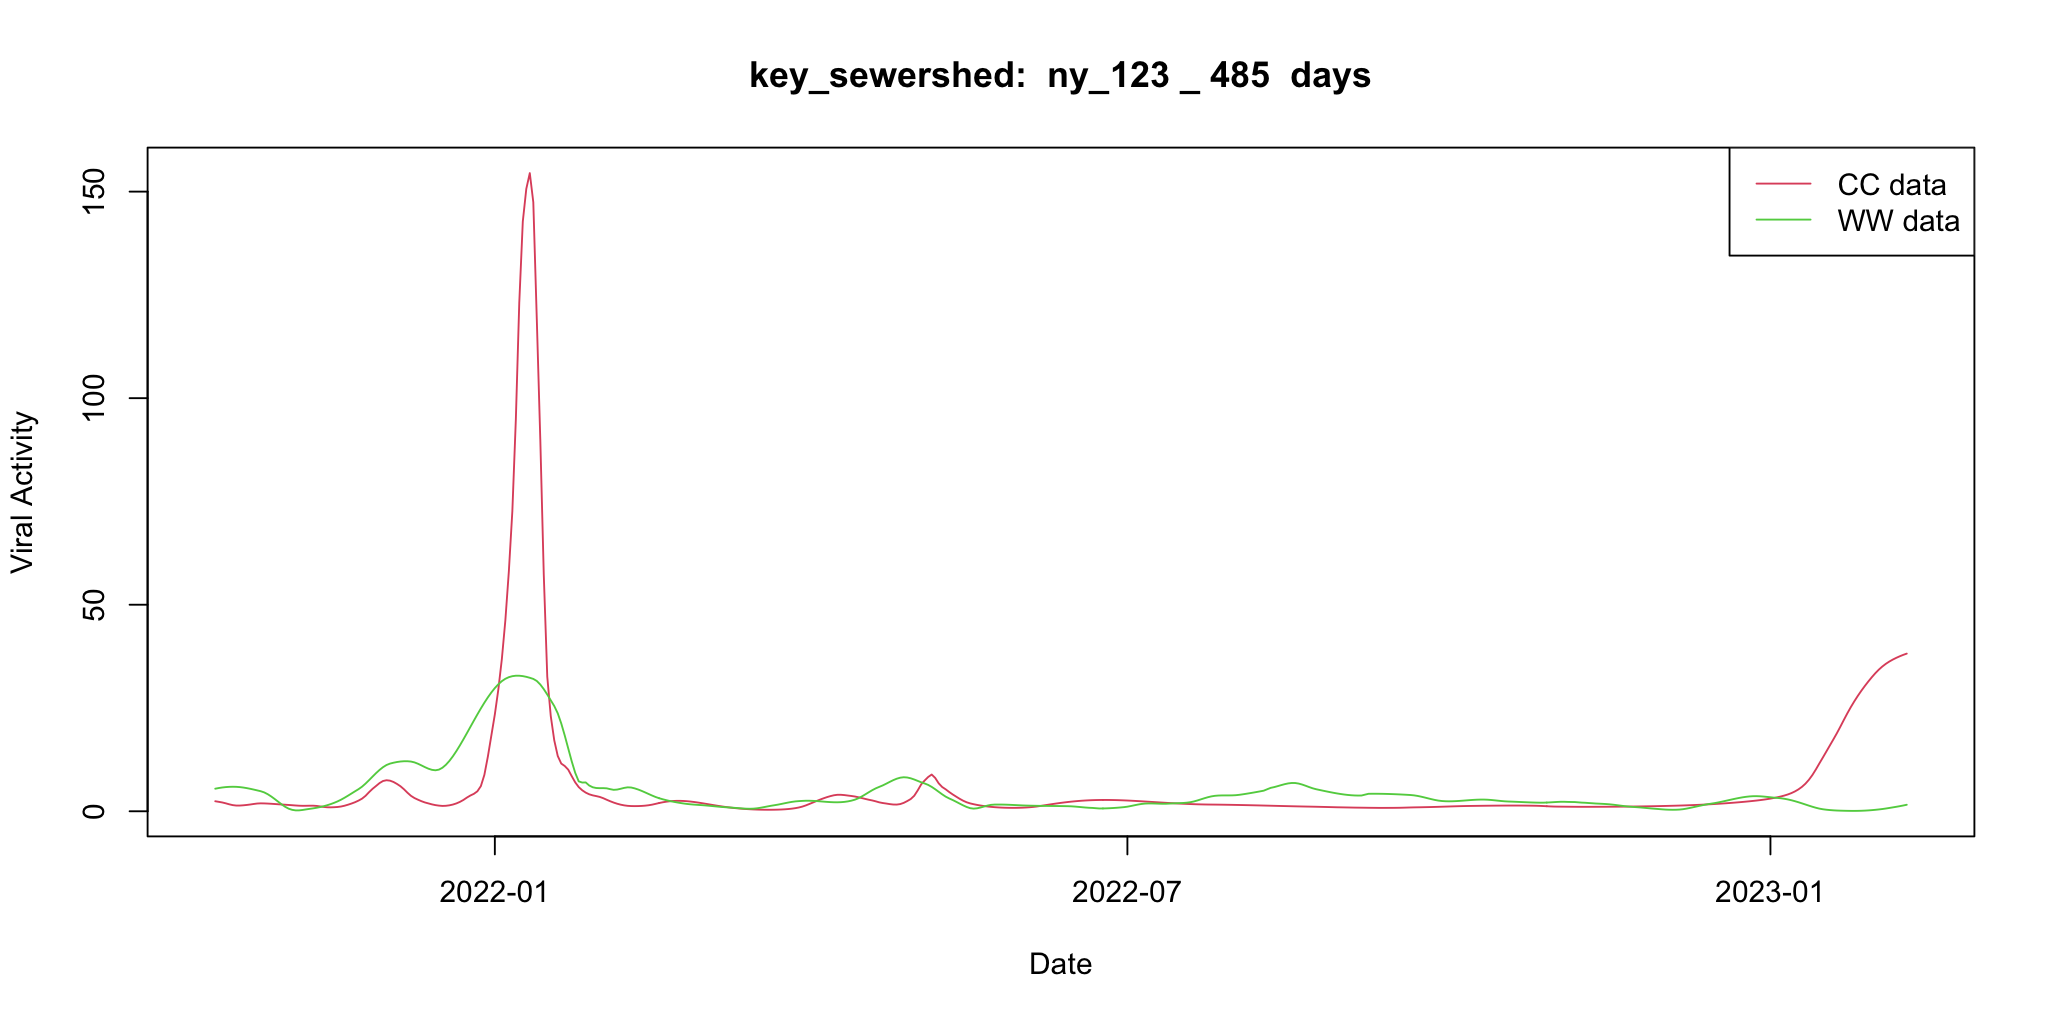 key_sewershed:  ny_123 _ 485  days
CC data
WW data
150
100
50
0
Viral Activity
2022-01
2022-07
2023-01
Date